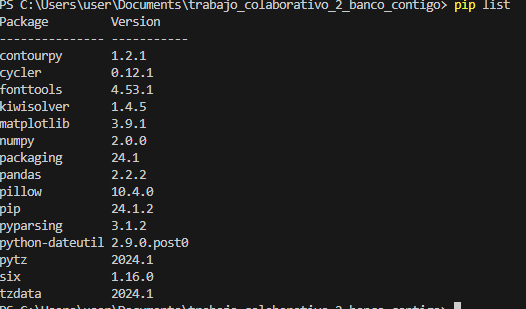 PS C:\Users\user\Documents\trabajo_colaborativo_2_banco_contigo> pip list
Package         Version
--------------- -----------
contourpy       1.2.1
cycler          0.12.1
fonttools       4.53.1
kiwisolver      1.4.5
matplotlib      3.9.1
numpy           2.0.0
packaging       24.1
pandas          2.2.2
pillow          10.4.0
pip             24.1.2
pyparsing       3.1.2
python-dateutil 2.9.0.post0
pytz            2024.1
six             1.16.0
tzdata          2024.1
PS C:\Users\user\Documents\trabajo_colaborativo_2_banco_contigo>